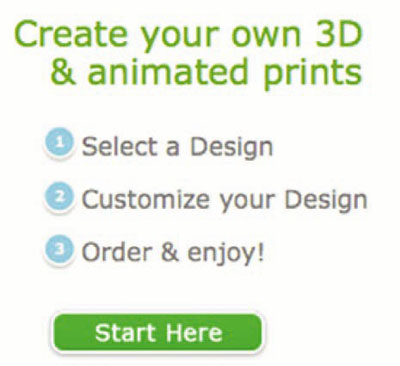 Create your own 3D
& animated prints
1 Select a Design
2 Customize your Design
3 Order & enjoy!
Start Here